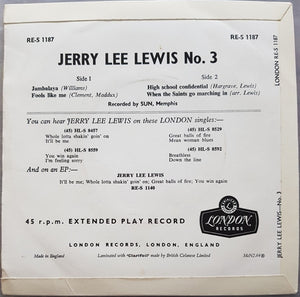 RE-S 1187
RE-S 1187
JERRY LEE LEWIS No. 3
Side 1
Side 2
Jambalaya (Williams)
Fools like me (Clement, Maddux)
High school confidential (Hargrave, Lewis)
When the Saints go marching in (arr. Lewis)
Recorded by SUN, Memphis
You can hear JERRY LEE LEWIS on these LONDON singles:
(45) HL-S 8457
Whole lotta shakin' goin' on;
It'll be me
(45) HL-S 8529
Great balls of fire
Mean woman blues
(45) HL-S 8559
You win again
I'm feeling sorry
(45) HL-S 8592
Breathless
Down the line
And on an EP:—
JERRY LEE LEWIS
It'll be me; Whole lotta shakin' goin' on; Great balls of fire; You win again
RE-S 1140
45 r.p.m. EXTENDED PLAY RECORD
LONDON
RECORDS
LONDON RECORDS, LONDON, ENGLAND
Made in England
Laminated with "Clarifoil" made by British Celanese Limited
LONDON RE-S 1187
JERRY LEE LEWIS—No. 3